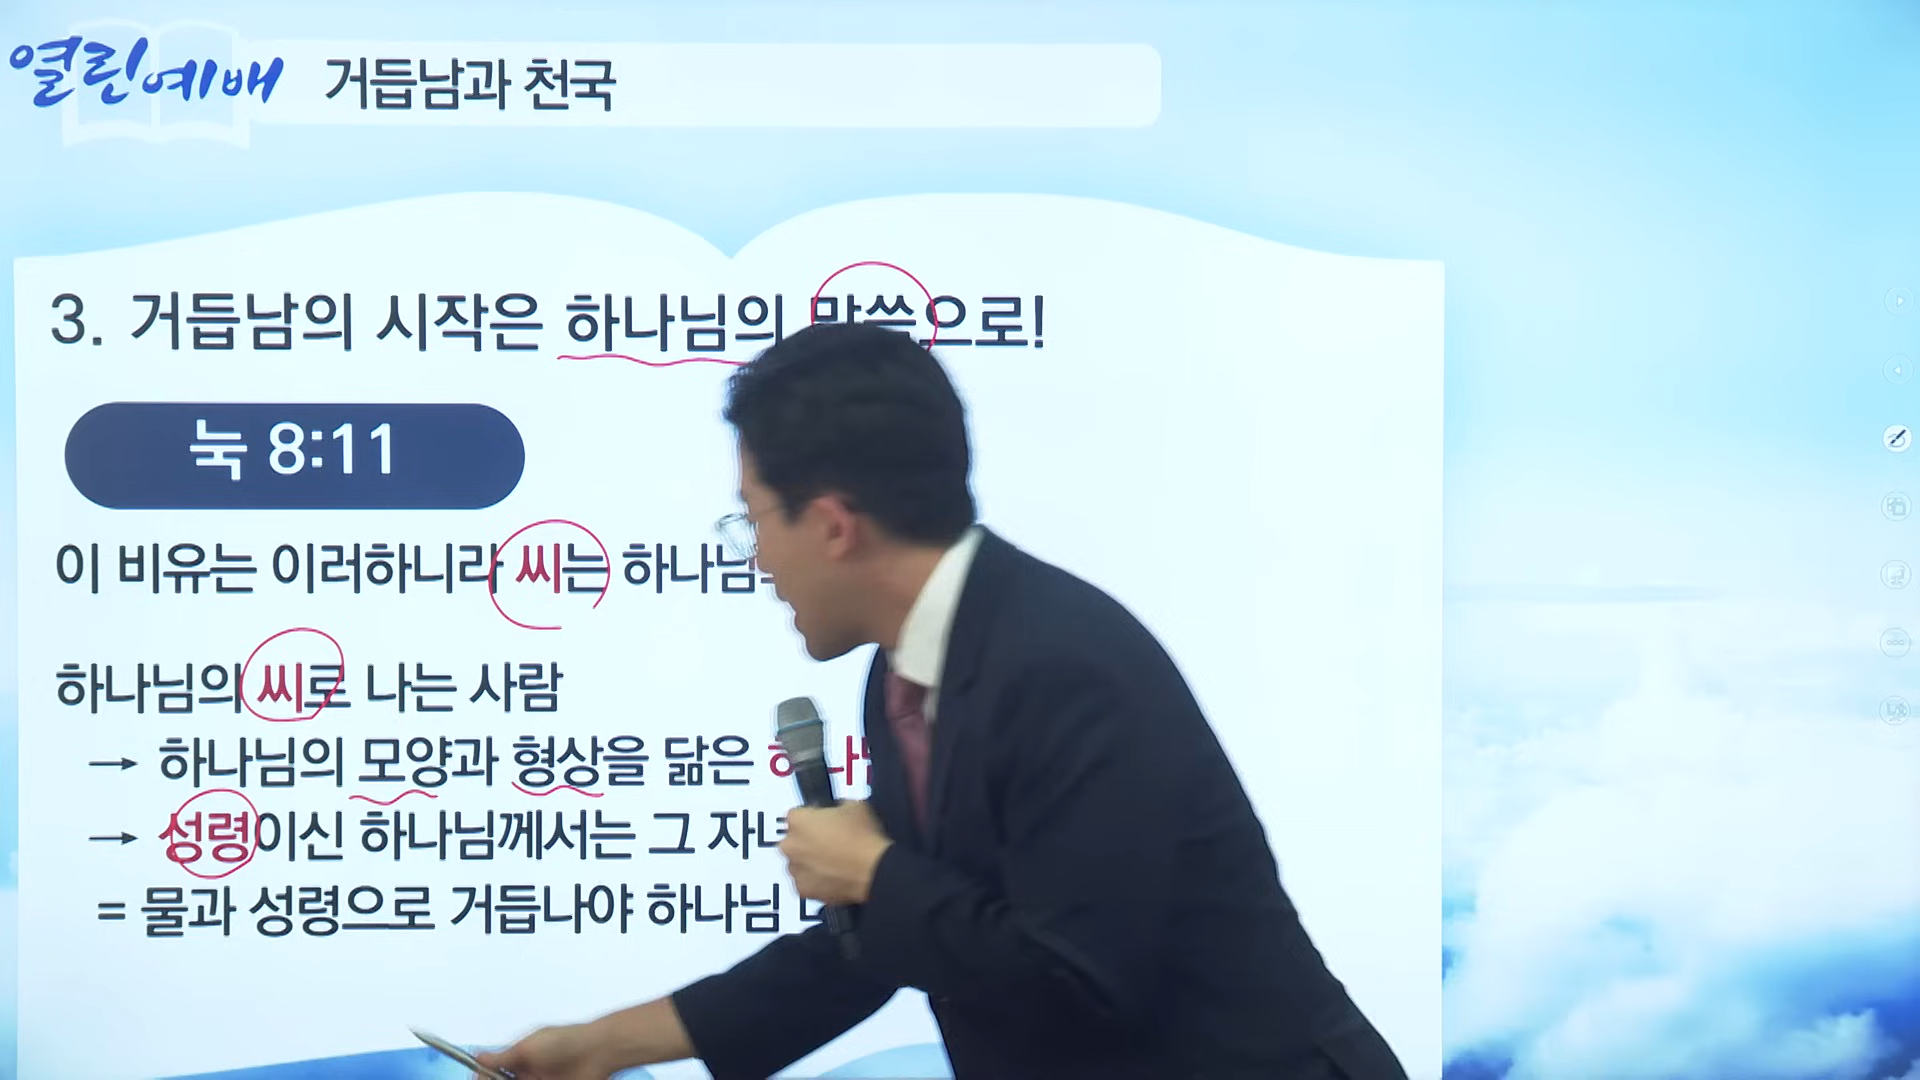 열린예배 거듭남과 천국
3. 거듭남의 시작은 하나님의 말씀으로!
눅 8:11
이 비유는 이러하니라 씨는 하나님
하나님의 씨로 나는 사람
→ 하나님의 모양과 형상을 닮은
→ 성령이신 하나님께서는 그 자녀
= 물과 성령으로 거듭나야 하나님